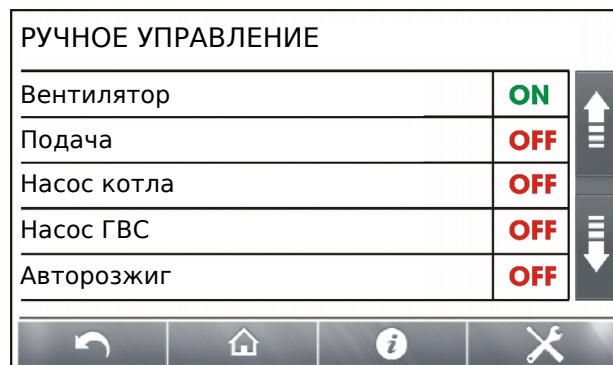 РУЧНОЕ УПРАВЛЕНИЕ
Вентилятор ON
Подача OFF
Насос котла OFF
Насос ГВС OFF
Авторозжиг OFF